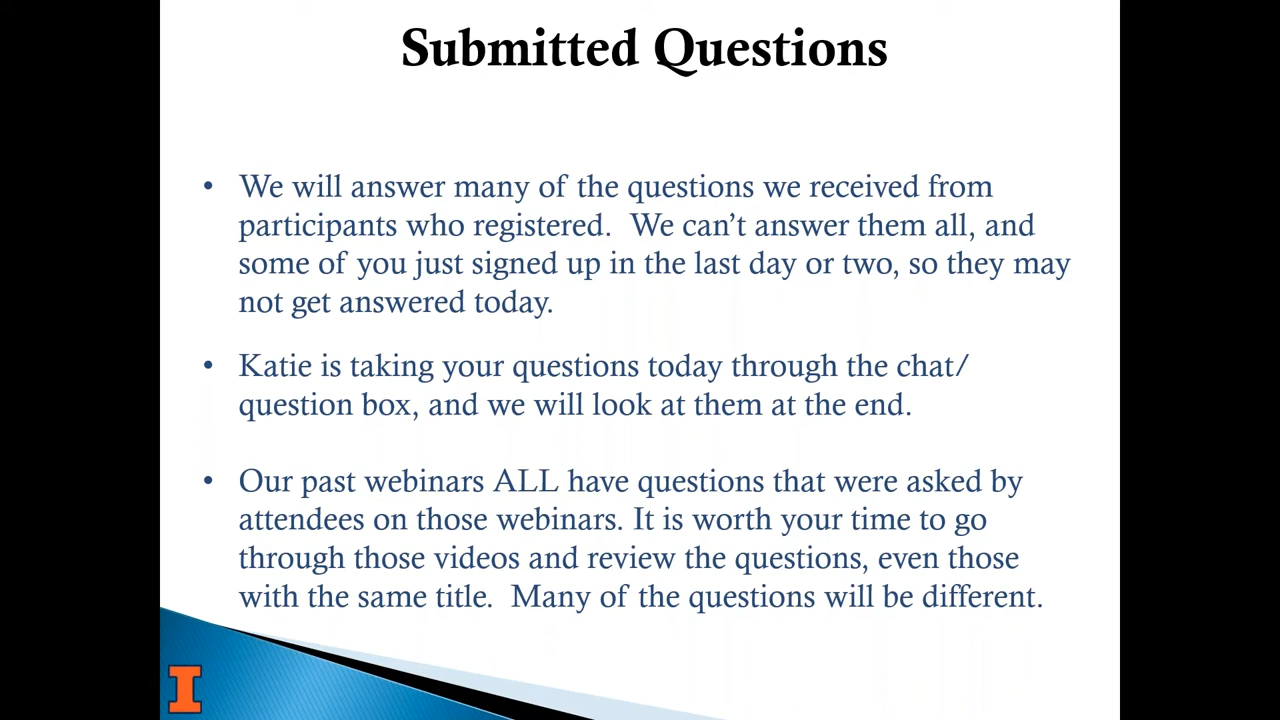 Submitted Questions
• We will answer many of the questions we received from
participants who registered.  We can’t answer them all, and
some of you just signed up in the last day or two, so they may
not get answered today.
• Katie is taking your questions today through the chat/
question box, and we will look at them at the end.
• Our past webinars ALL have questions that were asked by
attendees on those webinars. It is worth your time to go
through those videos and review the questions, even those
with the same title.  Many of the questions will be different.
I